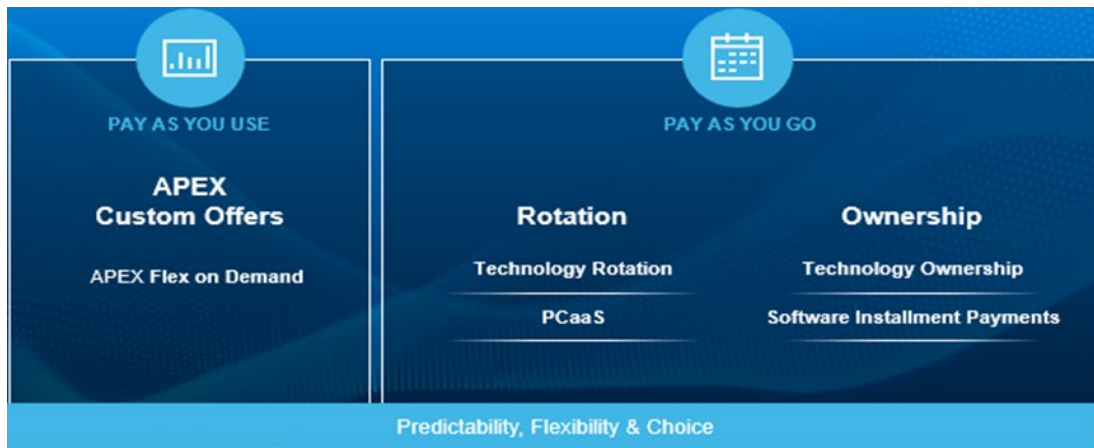 PAY AS YOU USE
APEX
Custom Offers
APEX Flex on Demand
PAY AS YOU GO
Rotation
Technology Rotation
PCaaS
Ownership
Technology Ownership
Software Installment Payments
Predictability, Flexibility & Choice